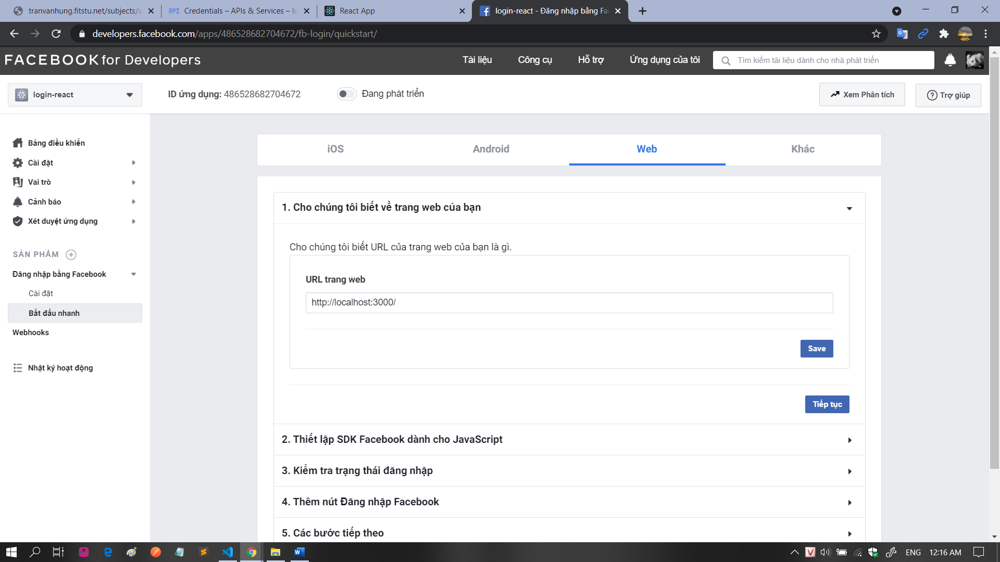 tranvanhung.fitstu.net/subjects/x
API Credentials – APIs & Services – lo
React App
login-react - Đăng nhập bằng Fa
developers.facebook.com/apps/486528682704672/fb-login/quickstart/
FACEBOOK for Developers
Tài liệu
Công cụ
Hỗ trợ
Ứng dụng của tôi
Tìm kiếm tài liệu dành cho nhà phát triển
login-react
ID ứng dụng: 486528682704672
Đang phát triển
Xem Phân tích
Trợ giúp
Bảng điều khiển
Cài đặt
Vai trò
Cảnh báo
Xét duyệt ứng dụng
SẢN PHẨM
Đăng nhập bằng Facebook
Cài đặt
Bắt đầu nhanh
Webhooks
Nhật ký hoạt động
iOS
Android
Web
Khác
1. Cho chúng tôi biết về trang web của bạn
Cho chúng tôi biết URL của trang web của bạn là gì.
URL trang web
http://localhost:3000/
Save
Tiếp tục
2. Thiết lập SDK Facebook dành cho JavaScript
3. Kiểm tra trạng thái đăng nhập
4. Thêm nút Đăng nhập Facebook
5. Các bước tiếp theo
ENG
12:16 AM